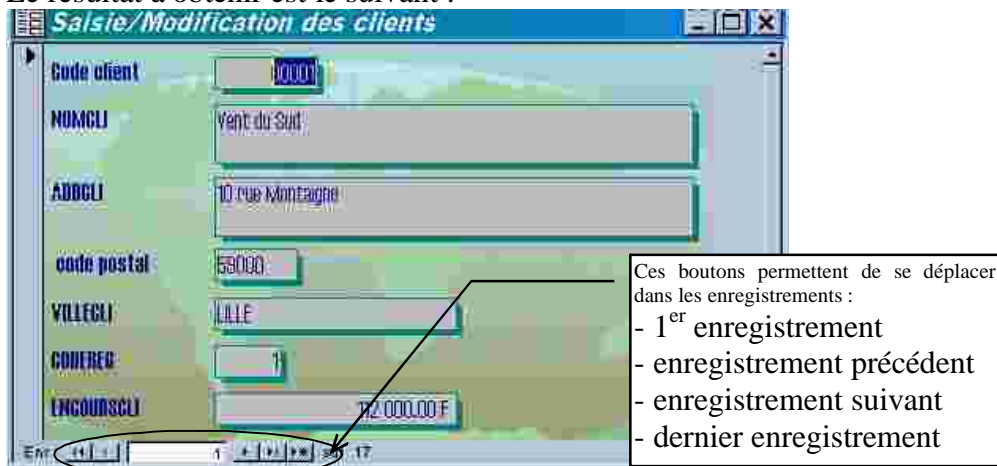 Le résultat à obtenir est le suivant :
Saisie/Modification des clients
Code client
NOMCLI
Vent du Sud
ADRCLI
10 rue Montaigne
code postal
59000
VILLECLI
LILLE
CODEREG
1
ENCOURSCLI
112 000,00 F
Enr
1
sur 17
Ces boutons permettent de se déplacer
dans les enregistrements :
- 1er enregistrement
- enregistrement précédent
- enregistrement suivant
- dernier enregistrement